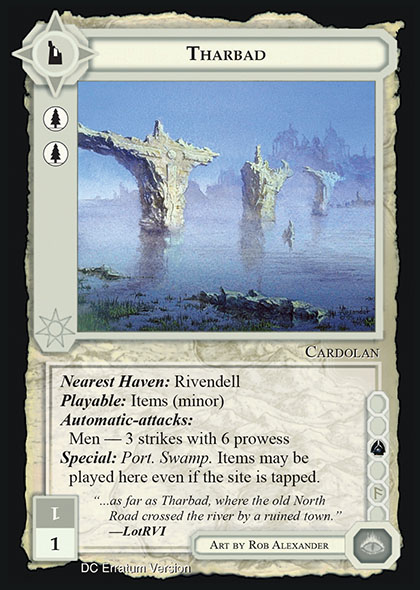 Tharbad
Cardolan
Nearest Haven: Rivendell
Playable: Items (minor)
Automatic-attacks:
Men — 3 strikes with 6 prowess
Special: Port. Swamp. Items may be
played here even if the site is tapped.
"...as far as Tharbad, where the old North
Road crossed the river by a ruined town."
—LotRVI
1
1
Art by Rob Alexander
DC Erratum Version